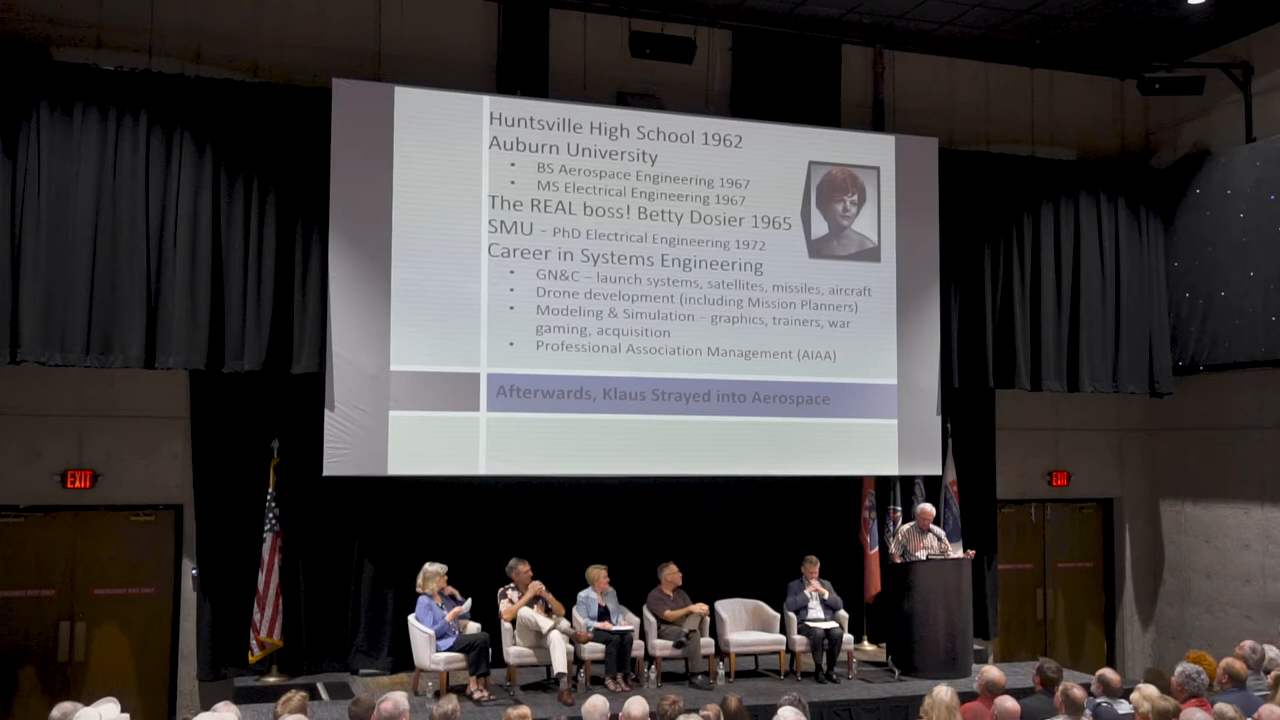 Huntsville High School 1962
Auburn University
• BS Aerospace Engineering 1967
• MS Electrical Engineering 1967
The REAL boss! Betty Dosier 1965
SMU - PhD Electrical Engineering 1972
Career in Systems Engineering
• GN&C – launch systems, satellites, missiles, aircraft
• Drone development (including Mission Planners)
• Modeling & Simulation – graphics, trainers, war
gaming, acquisition
• Professional Association Management (AIAA)
Afterwards, Klaus Strayed into Aerospace
EXIT
EXIT